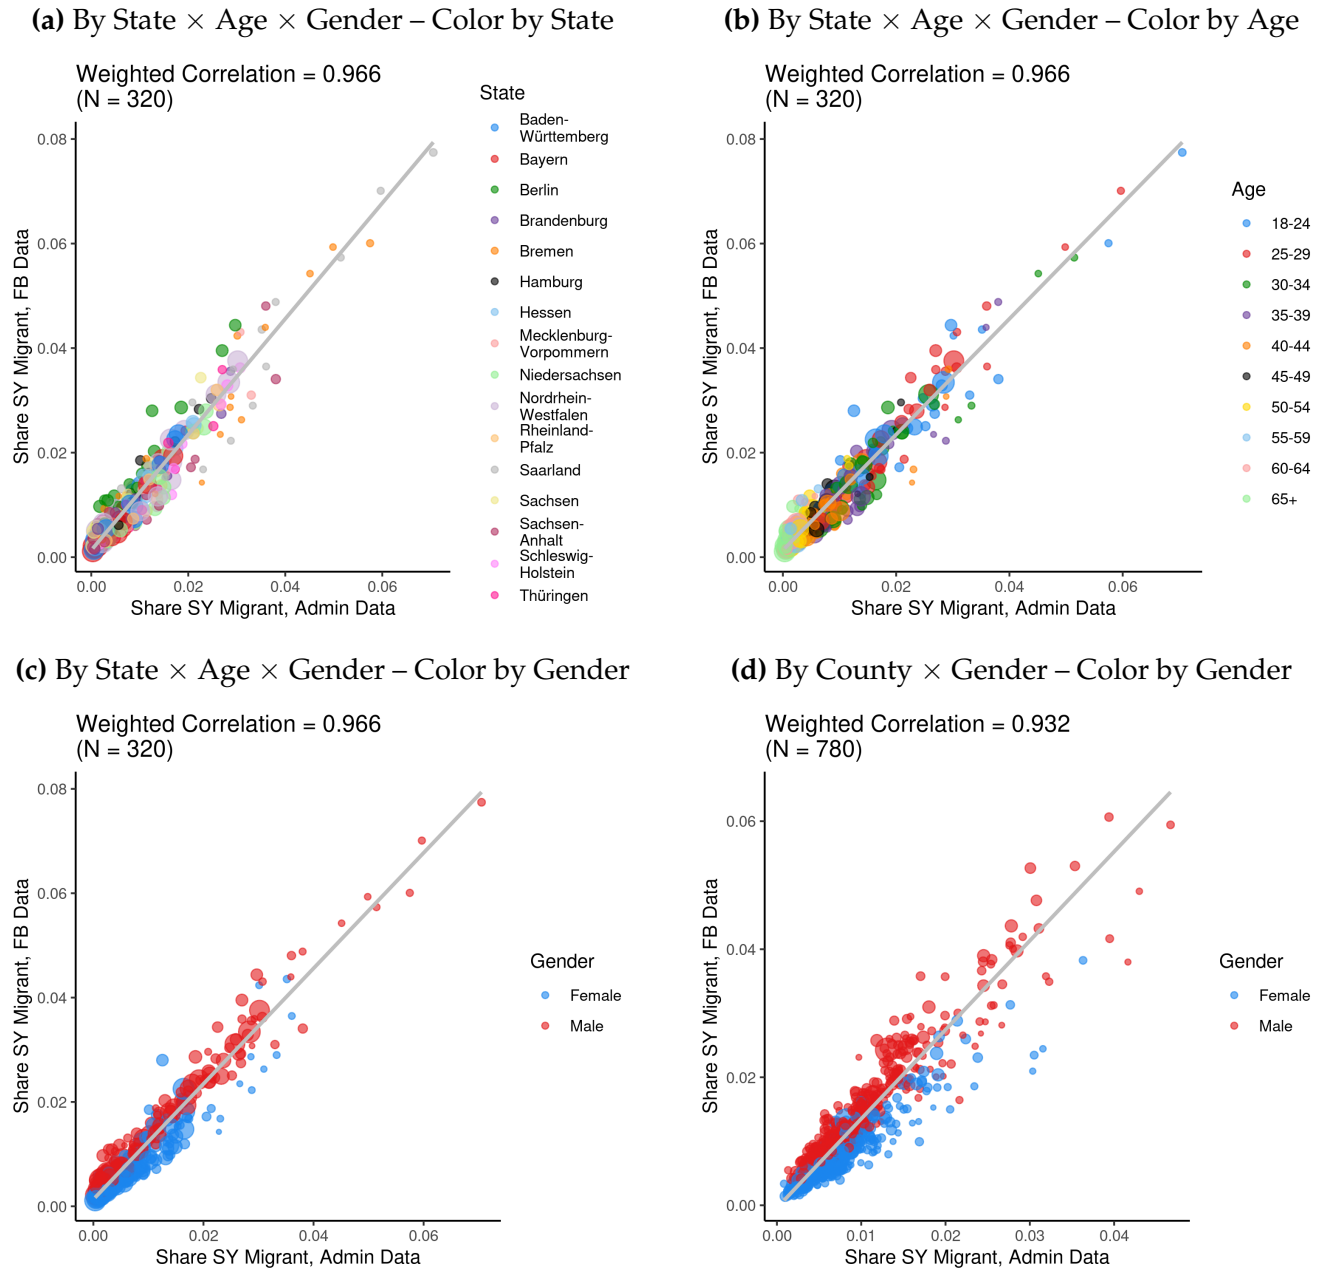 (a) By State × Age × Gender – Color by State
Weighted Correlation = 0.966
(N = 320)
Share SY Migrant, FB Data
0.08
0.06
0.04
0.02
0.00
0.00 0.02 0.04 0.06
Share SY Migrant, Admin Data
State
Baden-
Württemberg
Bayern
Berlin
Brandenburg
Bremen
Hamburg
Hessen
Mecklenburg-
Vorpommern
Niedersachsen
Nordrhein-
Westfalen
Rheinland-
Pfalz
Saarland
Sachsen
Sachsen-
Anhalt
Schleswig-
Holstein
Thüringen
(b) By State × Age × Gender – Color by Age
Weighted Correlation = 0.966
(N = 320)
Share SY Migrant, FB Data
0.08
0.06
0.04
0.02
0.00
0.00 0.02 0.04 0.06
Share SY Migrant, Admin Data
Age
18-24
25-29
30-34
35-39
40-44
45-49
50-54
55-59
60-64
65+
(c) By State × Age × Gender – Color by Gender
Weighted Correlation = 0.966
(N = 320)
Share SY Migrant, FB Data
0.08
0.06
0.04
0.02
0.00
0.00 0.02 0.04 0.06
Share SY Migrant, Admin Data
Gender
Female
Male
(d) By County × Gender – Color by Gender
Weighted Correlation = 0.932
(N = 780)
Share SY Migrant, FB Data
0.06
0.04
0.02
0.00
0.00 0.01 0.02 0.03 0.04
Share SY Migrant, Admin Data
Gender
Female
Male